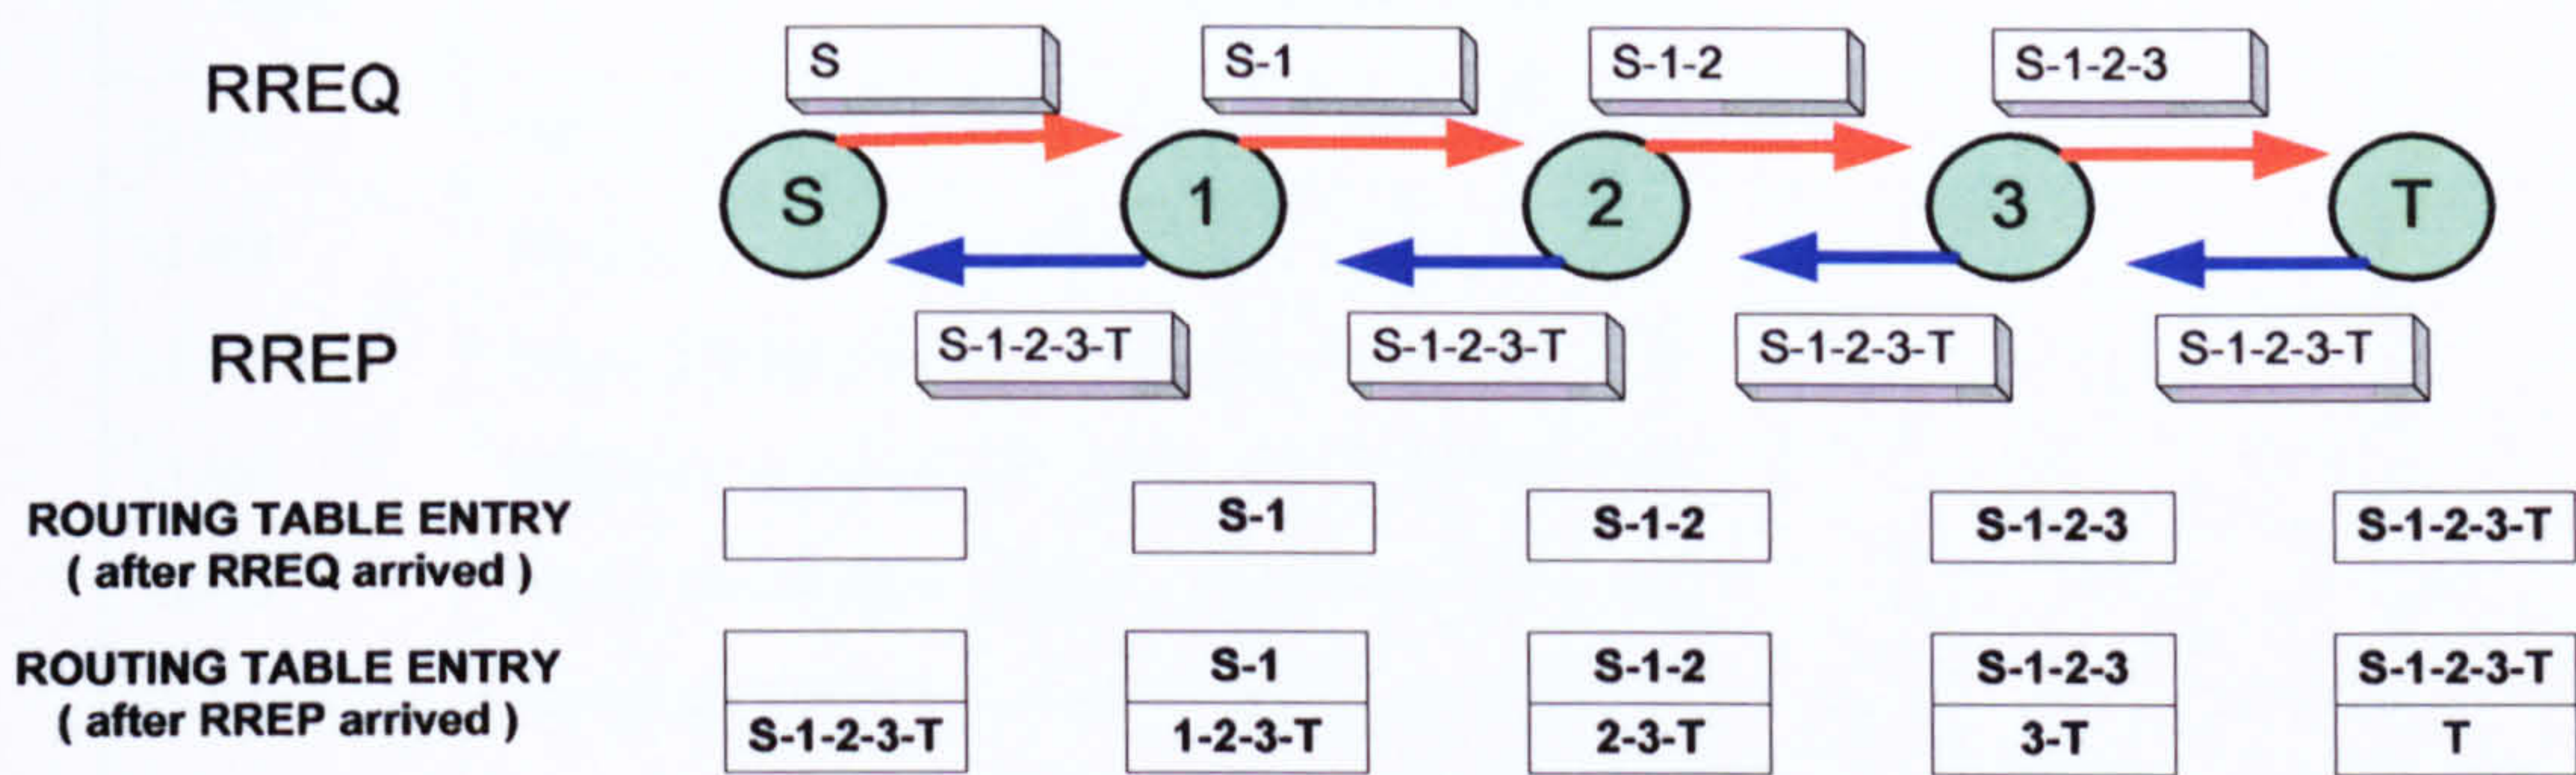 RREQ
S
S-1
S-1-2
S-1-2-3
S
1
2
3
T
RREP
S-1-2-3-T
S-1-2-3-T
S-1-2-3-T
S-1-2-3-T
ROUTING TABLE ENTRY
( after RREQ arrived )
S-1
S-1-2
S-1-2-3
S-1-2-3-T
ROUTING TABLE ENTRY
( after RREP arrived )
S-1
S-1-2
S-1-2-3
S-1-2-3-T
S-1-2-3-T
1-2-3-T
2-3-T
3-T
T